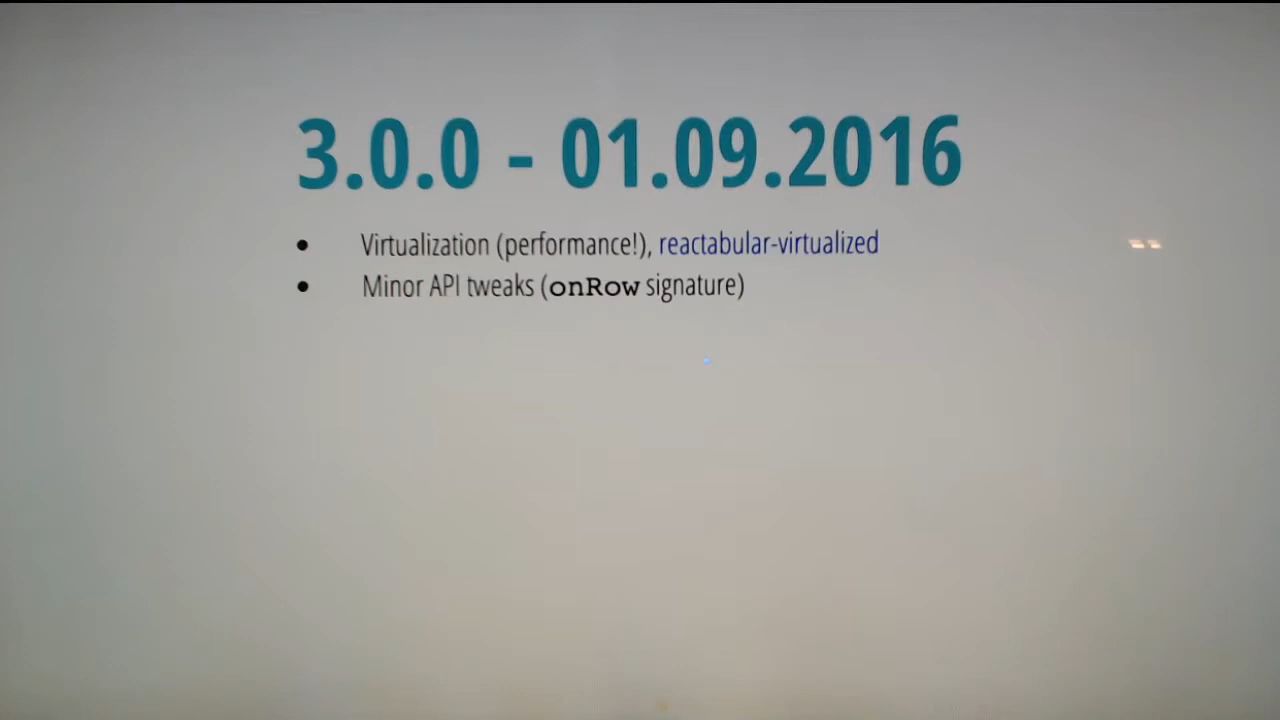 3.0.0 - 01.09.2016
• Virtualization (performance!), reactabular-virtualized
• Minor API tweaks (onRow signature)